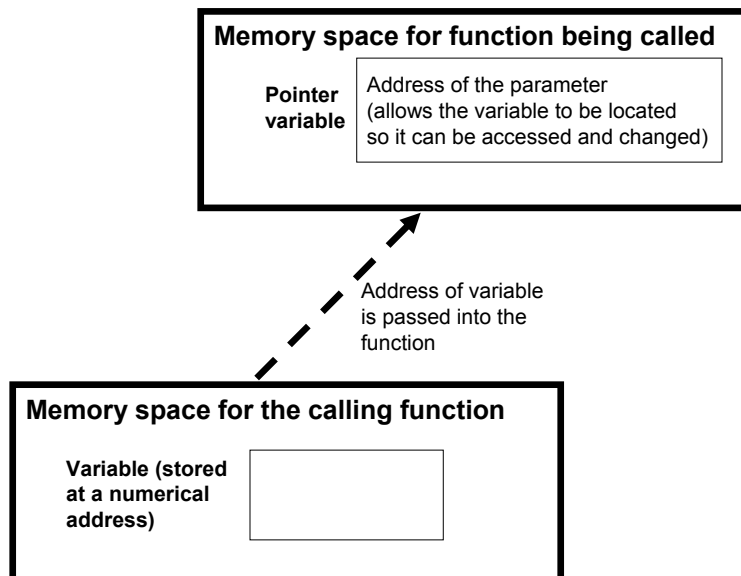 Memory space for function being called
Pointer
variable
Address of the parameter
(allows the variable to be located
so it can be accessed and changed)
Address of variable
is passed into the
function
Memory space for the calling function
Variable (stored
at a numerical
address)